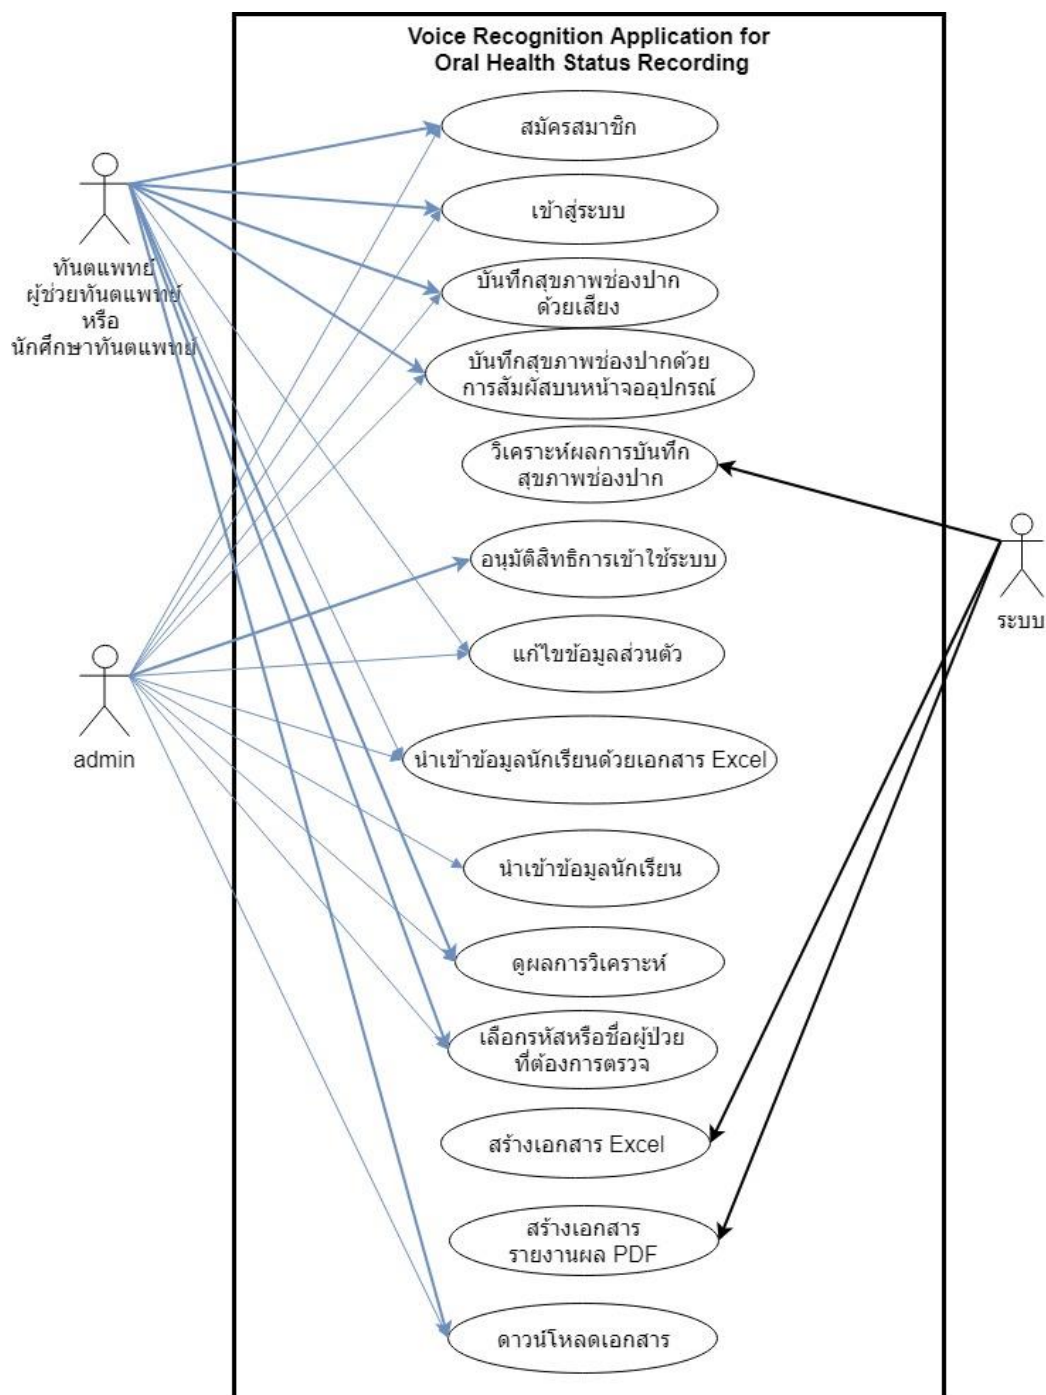 Voice Recognition Application for
Oral Health Status Recording
สมัครสมาชิก
เข้าสู่ระบบ
ทันตแพทย์
ผู้ช่วยทันตแพทย์
หรือ
นักศึกษาทันตแพทย์
บันทึกสุขภาพช่องปาก
ด้วยเสียง
บันทึกสุขภาพช่องปากด้วย
การสัมผัสบนหน้าจออุปกรณ์
วิเคราะห์ผลการบันทึก
สุขภาพช่องปาก
อนุมัติสิทธิการเข้าใช้ระบบ
ระบบ
แก้ไขข้อมูลส่วนตัว
admin
นำเข้าข้อมูลนักเรียนด้วยเอกสาร Excel
นำเข้าข้อมูลนักเรียน
ดูผลการวิเคราะห์
เลือกรหัสหรือชื่อผู้ป่วย
ที่ต้องการตรวจ
สร้างเอกสาร Excel
สร้างเอกสาร
รายงานผล PDF
ดาวน์โหลดเอกสาร